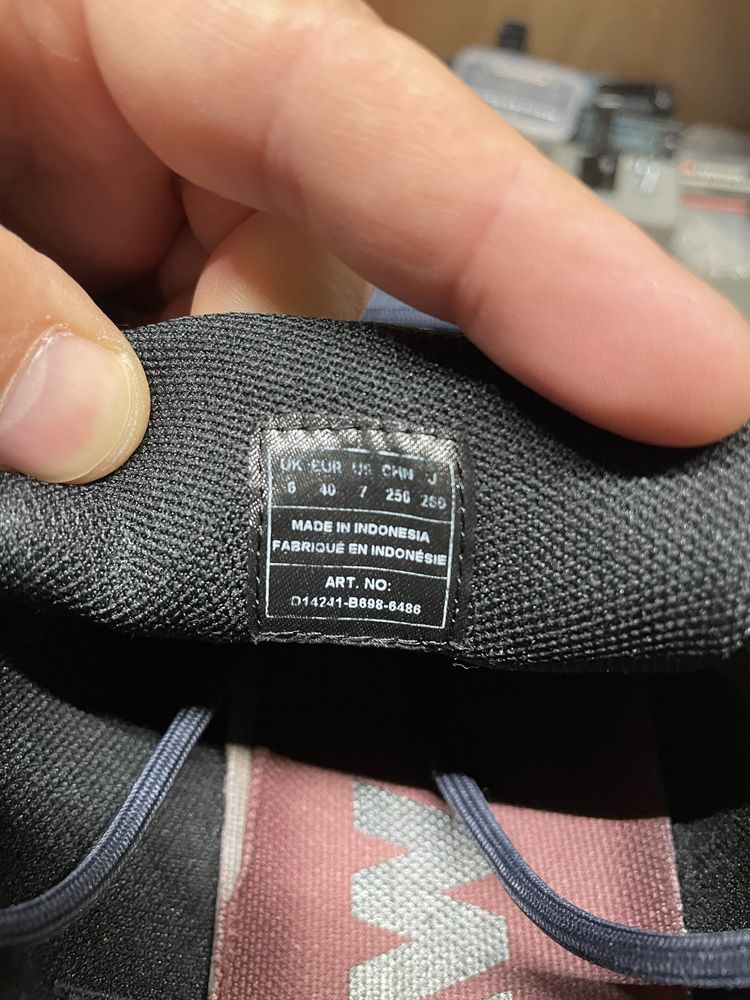 UK EUR US CHN J
6 40 7 250 260
MADE IN INDONESIA
FABRIQUÉ EN INDONÉSIE
ART. NO:
D14241-B698-6486